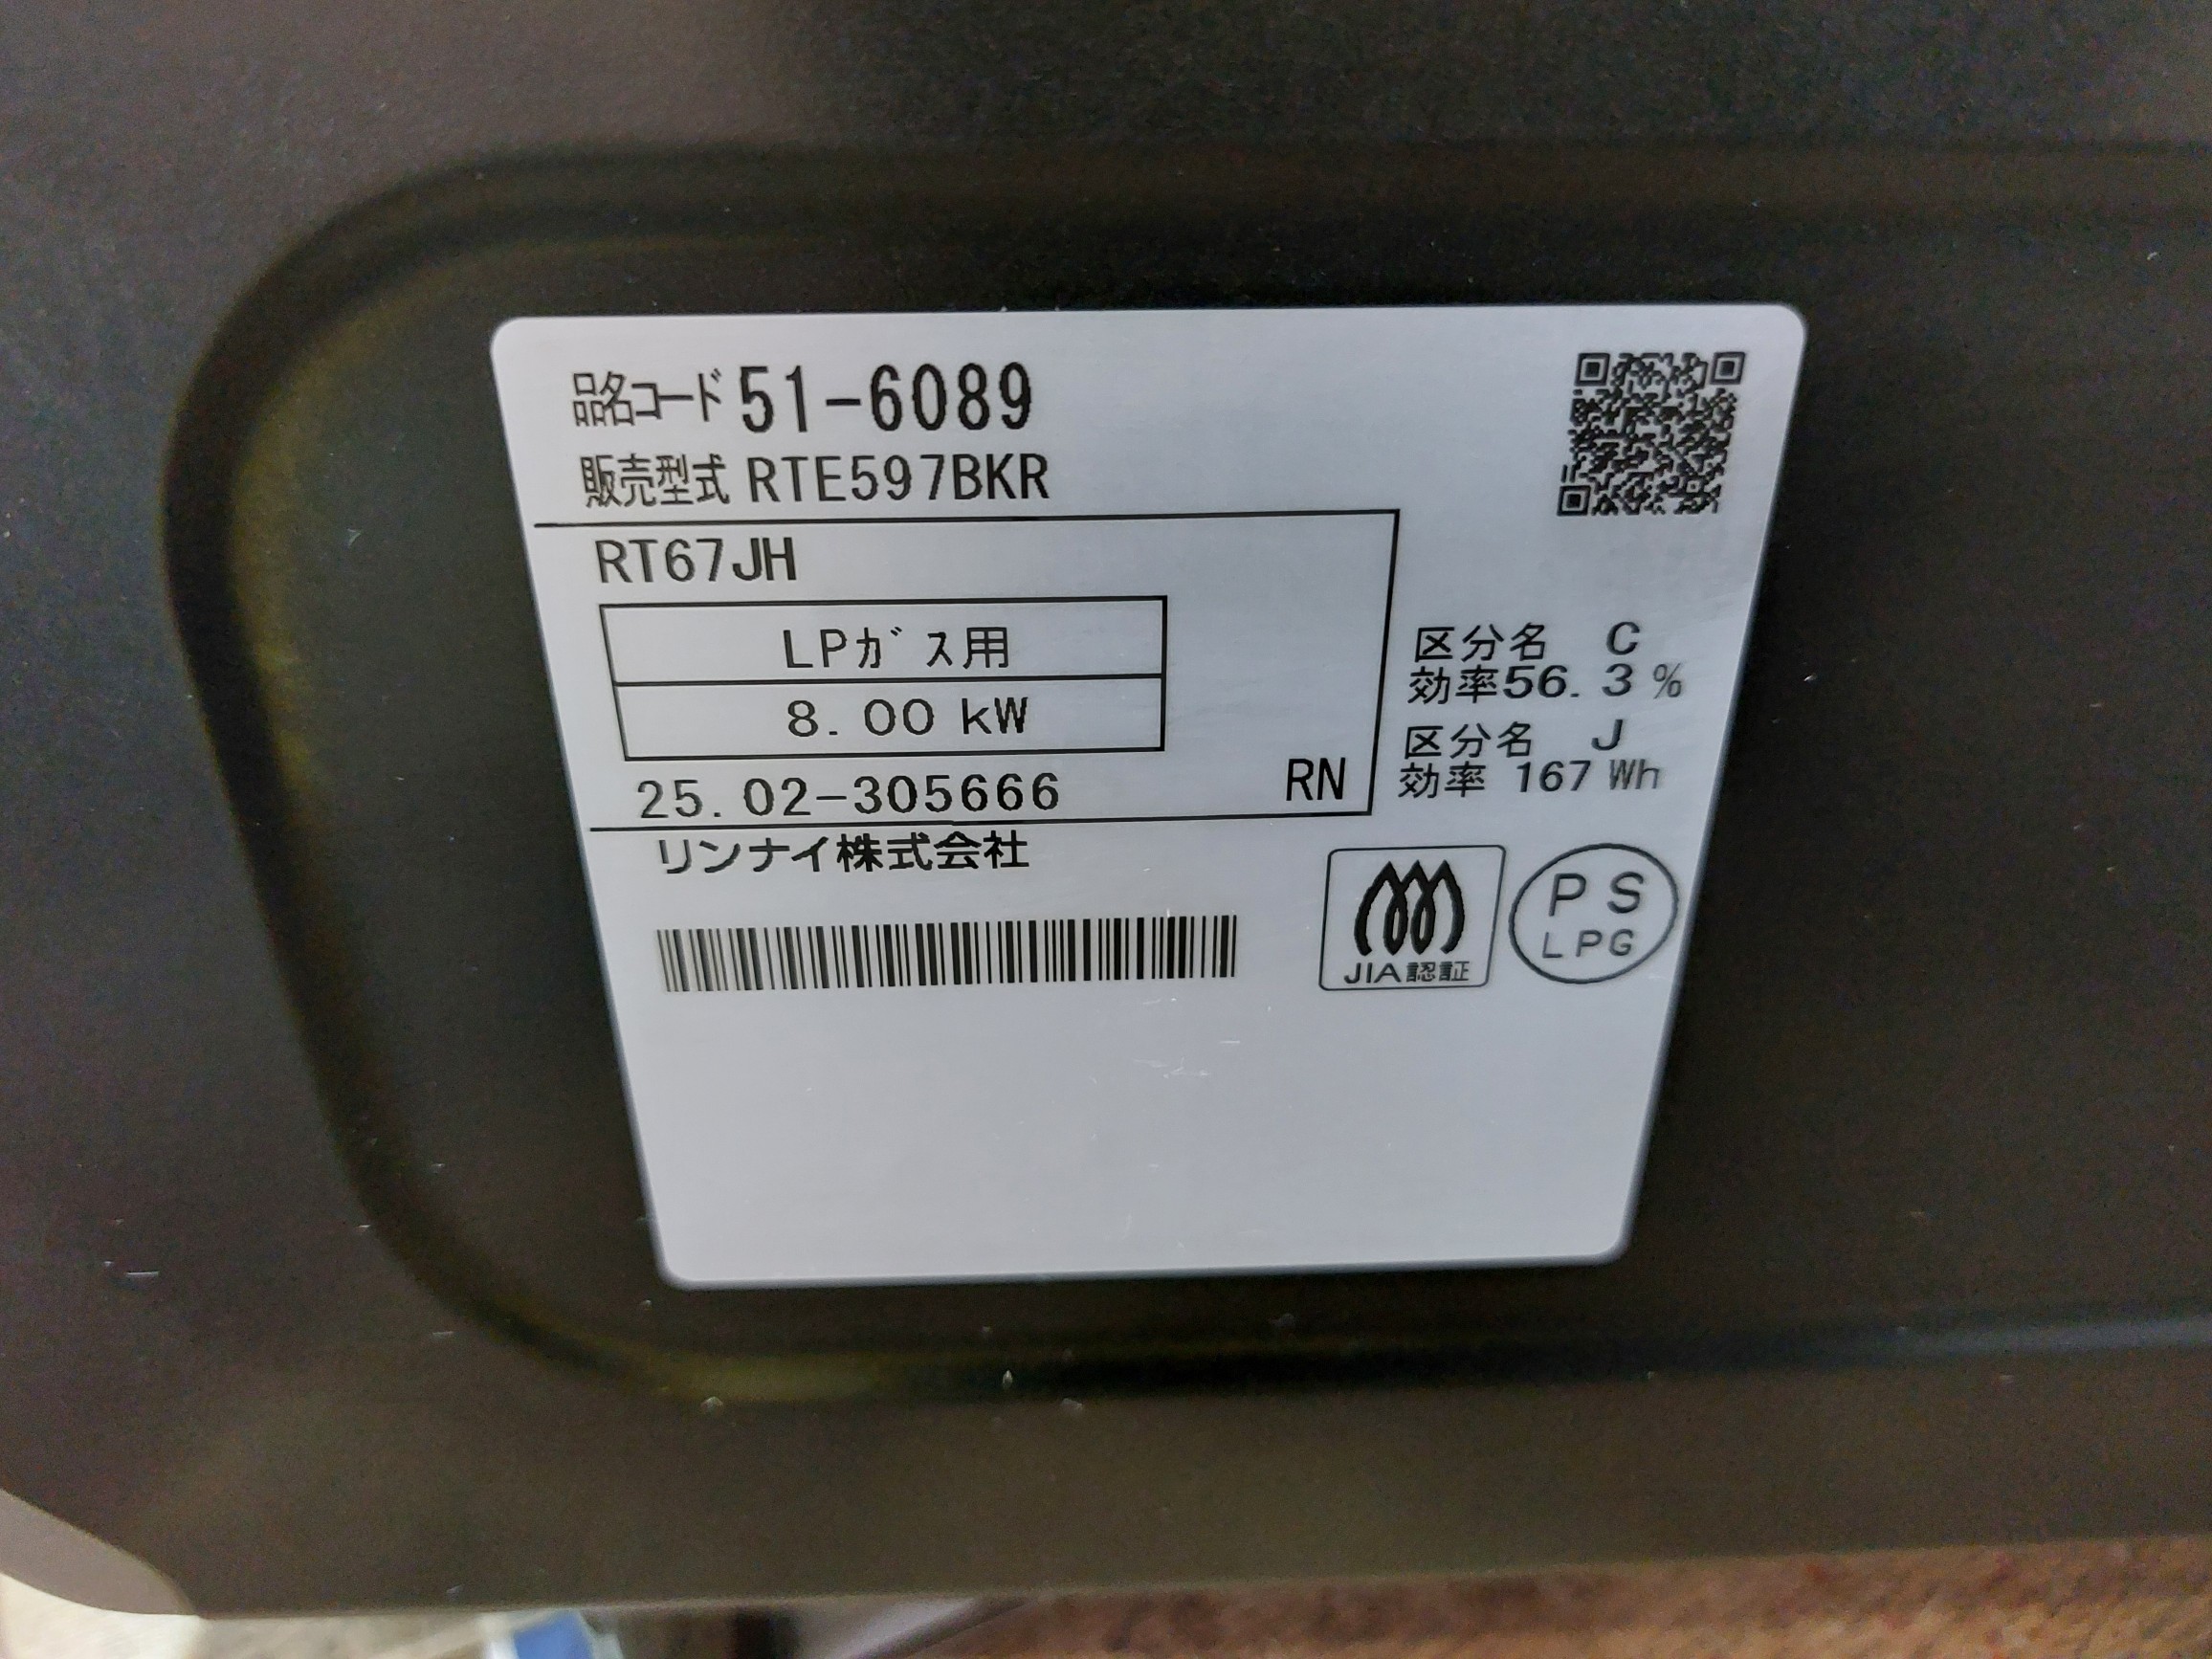 品名コード 51-6089
販売型式 RTE597BKR
RT67JH
LPガス用
8.00 kW
25.02-305666
RN
リンナイ株式会社
区分名 C
効率56.3 %
区分名 J
効率 167 Wh
JIA認証
PS
LPG